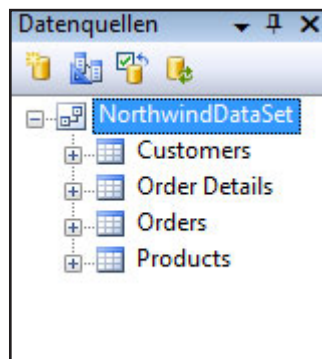 Datenquellen
NorthwindDataSet
Customers
Order Details
Orders
Products